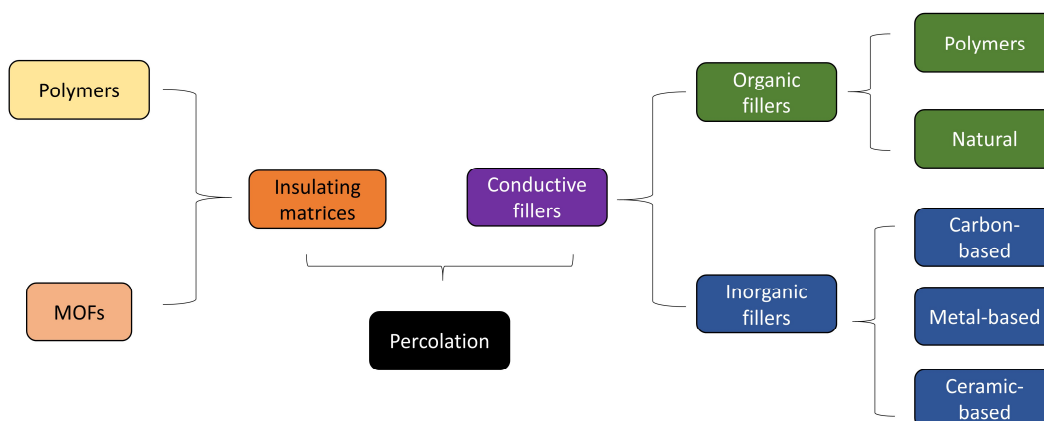 Polymers
MOFs
Insulating
matrices
Conductive
fillers
Percolation
Organic
fillers
Inorganic
fillers
Polymers
Natural
Carbon-
based
Metal-based
Ceramic-
based